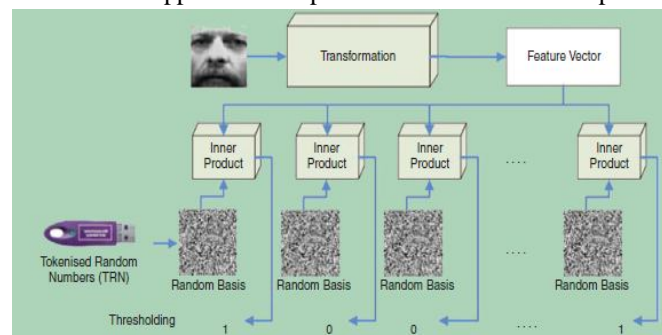 Transformation
Feature Vector
Inner
Product
Inner
Product
Inner
Product
....
Inner
Product
Tokenised Random
Numbers (TRN)
Random Basis
Random Basis
Random Basis
....
Random Basis
Thresholding
1
0
0
....
1